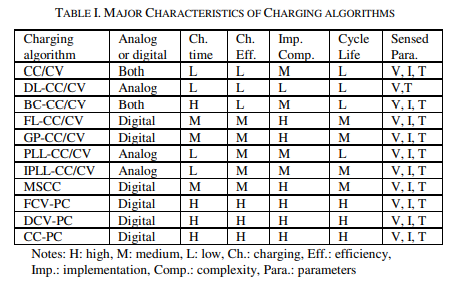 TABLE I. MAJOR CHARACTERISTICS OF CHARGING ALGORITHMS
Charging algorithm Analog or digital Ch. time Ch. Eff. Imp. Comp. Cycle Life Sensed Para.
CC/CV Both L L M L V, I, T
DL-CC/CV Analog L L L L V,T
BC-CC/CV Both H L M L V, I, T
FL-CC/CV Digital M M H M V, I, T
GP-CC/CV Digital M M H M V, I, T
PLL-CC/CV Analog L M M L V, I, T
IPLL-CC/CV Analog L M M M V, I, T
MSCC Digital M M H M V, I, T
FCV-PC Digital H H H H V, I, T
DCV-PC Digital H H H H V, I, T
CC-PC Digital H H H H V, I, T
Notes: H: high, M: medium, L: low, Ch.: charging, Eff.: efficiency,
Imp.: implementation, Comp.: complexity, Para.: parameters